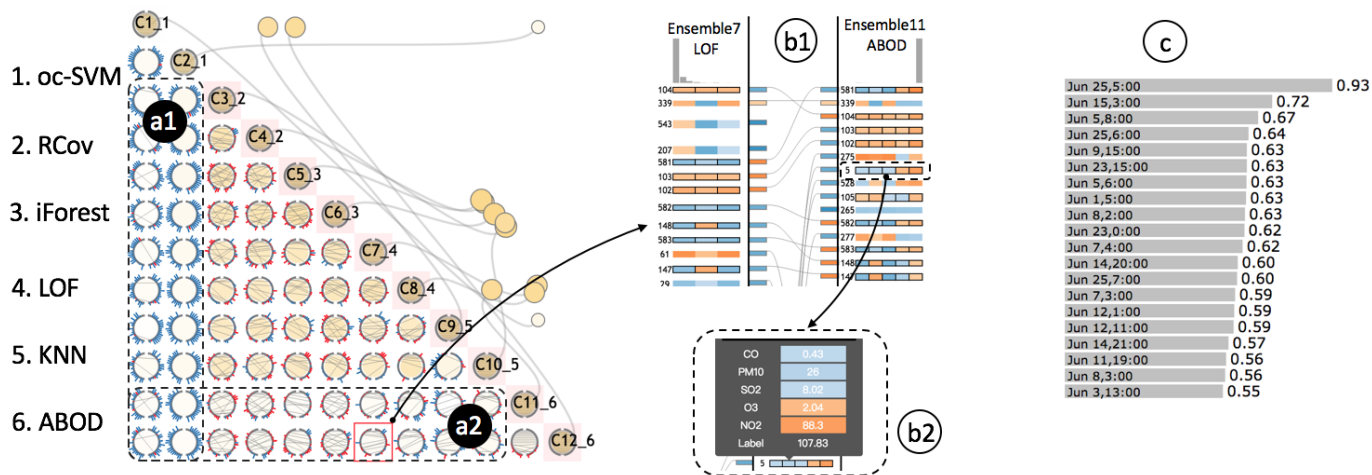 C1_1
C2_1
C3_2
C4_2
C5_3
C6_3
C7_4
C8_4
C9_5
C10_5
C11_6
C12_6
1. oc-SVM
2. RCov
3. iForest
4. LOF
5. KNN
6. ABOD
a1
a2
Ensemble7
LOF
b1
Ensemble11
ABOD
104
339
543
207
581
103
102
582
148
583
61
147
29
581
339
104
103
102
275
5
528
105
265
582
277
583
148
147
CO 0.43
PM10 26
SO2 8.02
O3 2.04
NO2 88.3
Label 107.83
5
b2
c
Jun 25,5:00 0.93
Jun 15,3:00 0.72
Jun 5,8:00 0.67
Jun 25,6:00 0.64
Jun 9,15:00 0.63
Jun 23,15:00 0.63
Jun 5,6:00 0.63
Jun 1,5:00 0.63
Jun 8,2:00 0.63
Jun 23,0:00 0.62
Jun 7,4:00 0.62
Jun 14,20:00 0.60
Jun 25,7:00 0.60
Jun 7,3:00 0.59
Jun 12,1:00 0.59
Jun 12,11:00 0.59
Jun 14,21:00 0.57
Jun 11,19:00 0.56
Jun 8,3:00 0.56
Jun 3,13:00 0.55